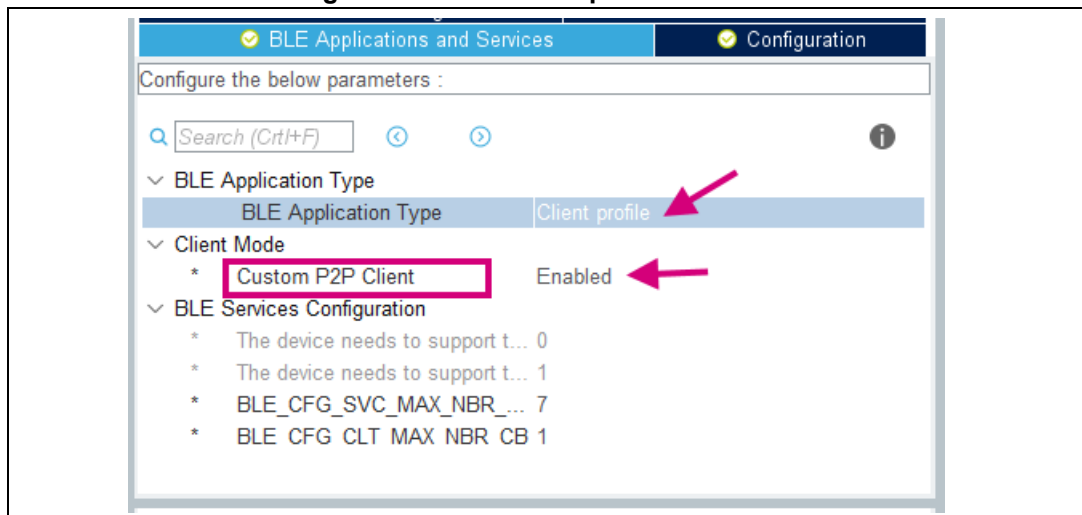 BLE Applications and Services
Configuration
Configure the below parameters :
Search (Crtl+F)
BLE Application Type
BLE Application Type Client profile
Client Mode
* Custom P2P Client Enabled
BLE Services Configuration
* The device needs to support t... 0
* The device needs to support t... 1
* BLE_CFG_SVC_MAX_NBR_... 7
* BLE_CFG_CLT_MAX_NBR_CB 1